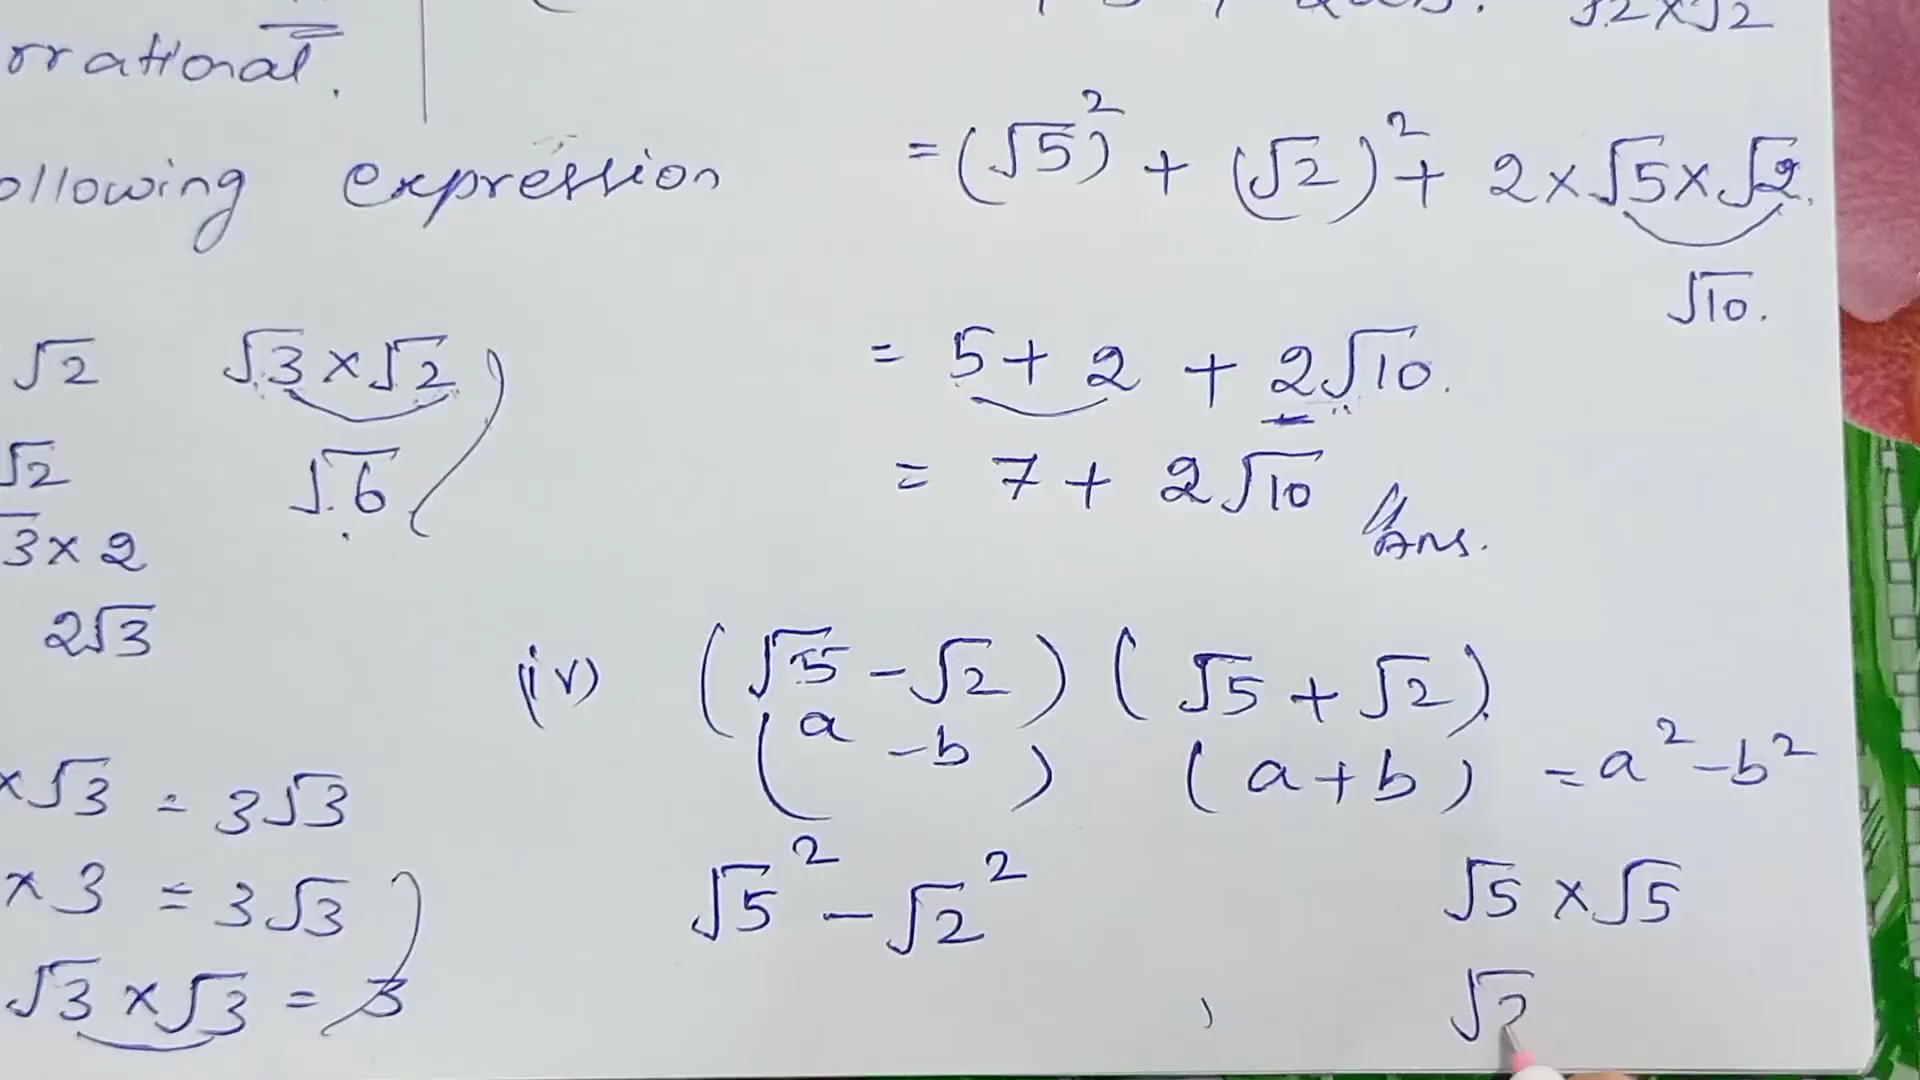 √2×√2
rrational.
ollowing expression
= (√5)² + (√2)² + 2×√5×√2.
√10.
√2
√3×√2
= 5+2 + 2√10.
√2
√6
= 7 + 2√10 Ans.
3×2
2√3
(iv) (√5-√2) (√5+√2)
(a -b) (a+b) = a²-b²
×√3 = 3√3
×3 = 3√3
√5² - √2²
√5×√5
√3×√3 = 3